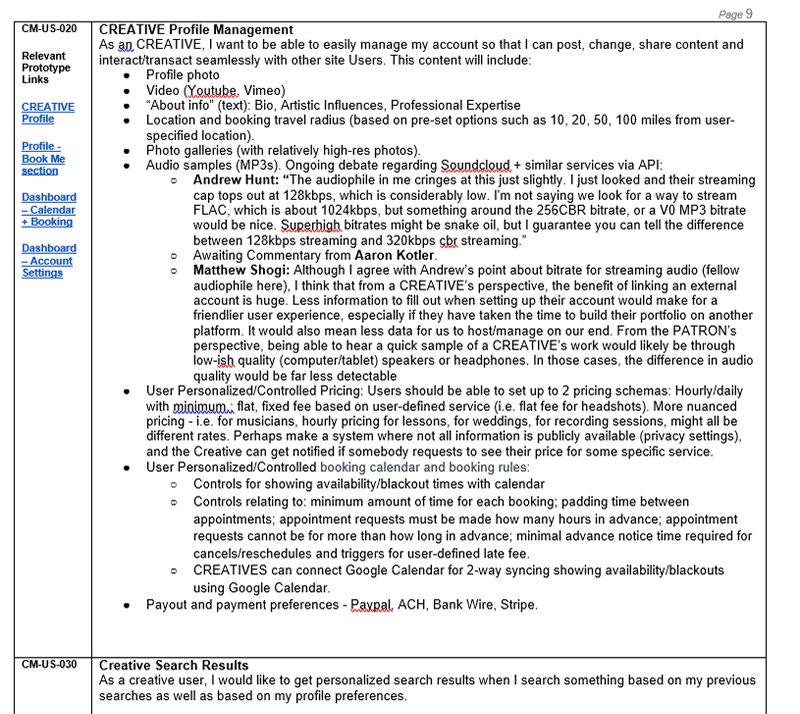 Page 9
CM-US-020
Relevant
Prototype
Links
CREATIVE
Profile
Profile -
Book Me
section
Dashboard
– Calendar
+ Booking
Dashboard
– Account
Settings
CREATIVE Profile Management
As an CREATIVE, I want to be able to easily manage my account so that I can post, change, share content and
interact/transact seamlessly with other site Users. This content will include:
● Profile photo
● Video (Youtube, Vimeo)
● “About info” (text): Bio, Artistic Influences, Professional Expertise
● Location and booking travel radius (based on pre-set options such as 10, 20, 50, 100 miles from user-
specified location).
● Photo galleries (with relatively high-res photos).
● Audio samples (MP3s). Ongoing debate regarding Soundcloud + similar services via API:
○ Andrew Hunt: “The audiophile in me cringes at this just slightly. I just looked and their streaming
cap tops out at 128kbps, which is considerably low. I'm not saying we look for a way to stream
FLAC, which is about 1024kbps, but something around the 256CBR bitrate, or a V0 MP3 bitrate
would be nice. Superhigh bitrates might be snake oil, but I guarantee you can tell the difference
between 128kbps streaming and 320kbps cbr streaming.”
○ Awaiting Commentary from Aaron Kotler.
○ Matthew Shogi: Although I agree with Andrew's point about bitrate for streaming audio (fellow
audiophile here), I think that from a CREATIVE's perspective, the benefit of linking an external
account is huge. Less information to fill out when setting up their account would make for a
friendlier user experience, especially if they have taken the time to build their portfolio on another
platform. It would also mean less data for us to host/manage on our end. From the PATRON's
perspective, being able to hear a quick sample of a CREATIVE's work would likely be through
low-ish quality (computer/tablet) speakers or headphones. In those cases, the difference in audio
quality would be far less detectable
● User Personalized/Controlled Pricing: Users should be able to set up to 2 pricing schemas: Hourly/daily
with minimum,; flat, fixed fee based on user-defined service (i.e. flat fee for headshots). More nuanced
pricing - i.e. for musicians, hourly pricing for lessons, for weddings, for recording sessions, might all be
different rates. Perhaps make a system where not all information is publicly available (privacy settings),
and the Creative can get notified if somebody requests to see their price for some specific service.
● User Personalized/Controlled booking calendar and booking rules:
○ Controls for showing availability/blackout times with calendar
○ Controls relating to: minimum amount of time for each booking; padding time between
appointments; appointment requests must be made how many hours in advance; appointment
requests cannot be for more than how long in advance; minimal advance notice time required for
cancels/reschedules and triggers for user-defined late fee.
○ CREATIVES can connect Google Calendar for 2-way syncing showing availability/blackouts
using Google Calendar.
● Payout and payment preferences - Paypal, ACH, Bank Wire, Stripe.
CM-US-030
Creative Search Results
As a creative user, I would like to get personalized search results when I search something based on my previous
searches as well as based on my profile preferences.